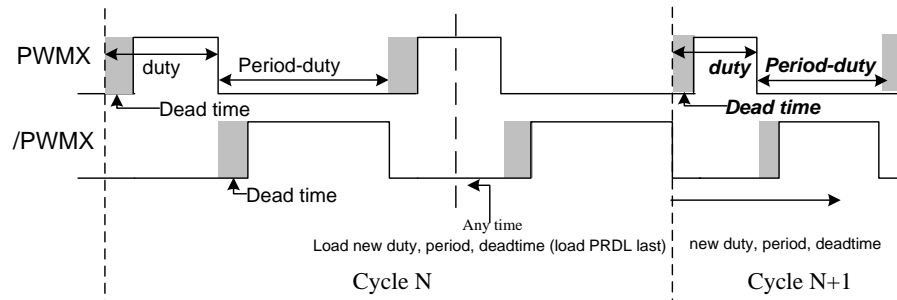 PWMX
duty
Period-duty
duty
Period-duty
Dead time
Dead time
/PWMX
Dead time
Any time
Load new duty, period, deadtime (load PRDL last)
new duty, period, deadtime
Cycle N
Cycle N+1